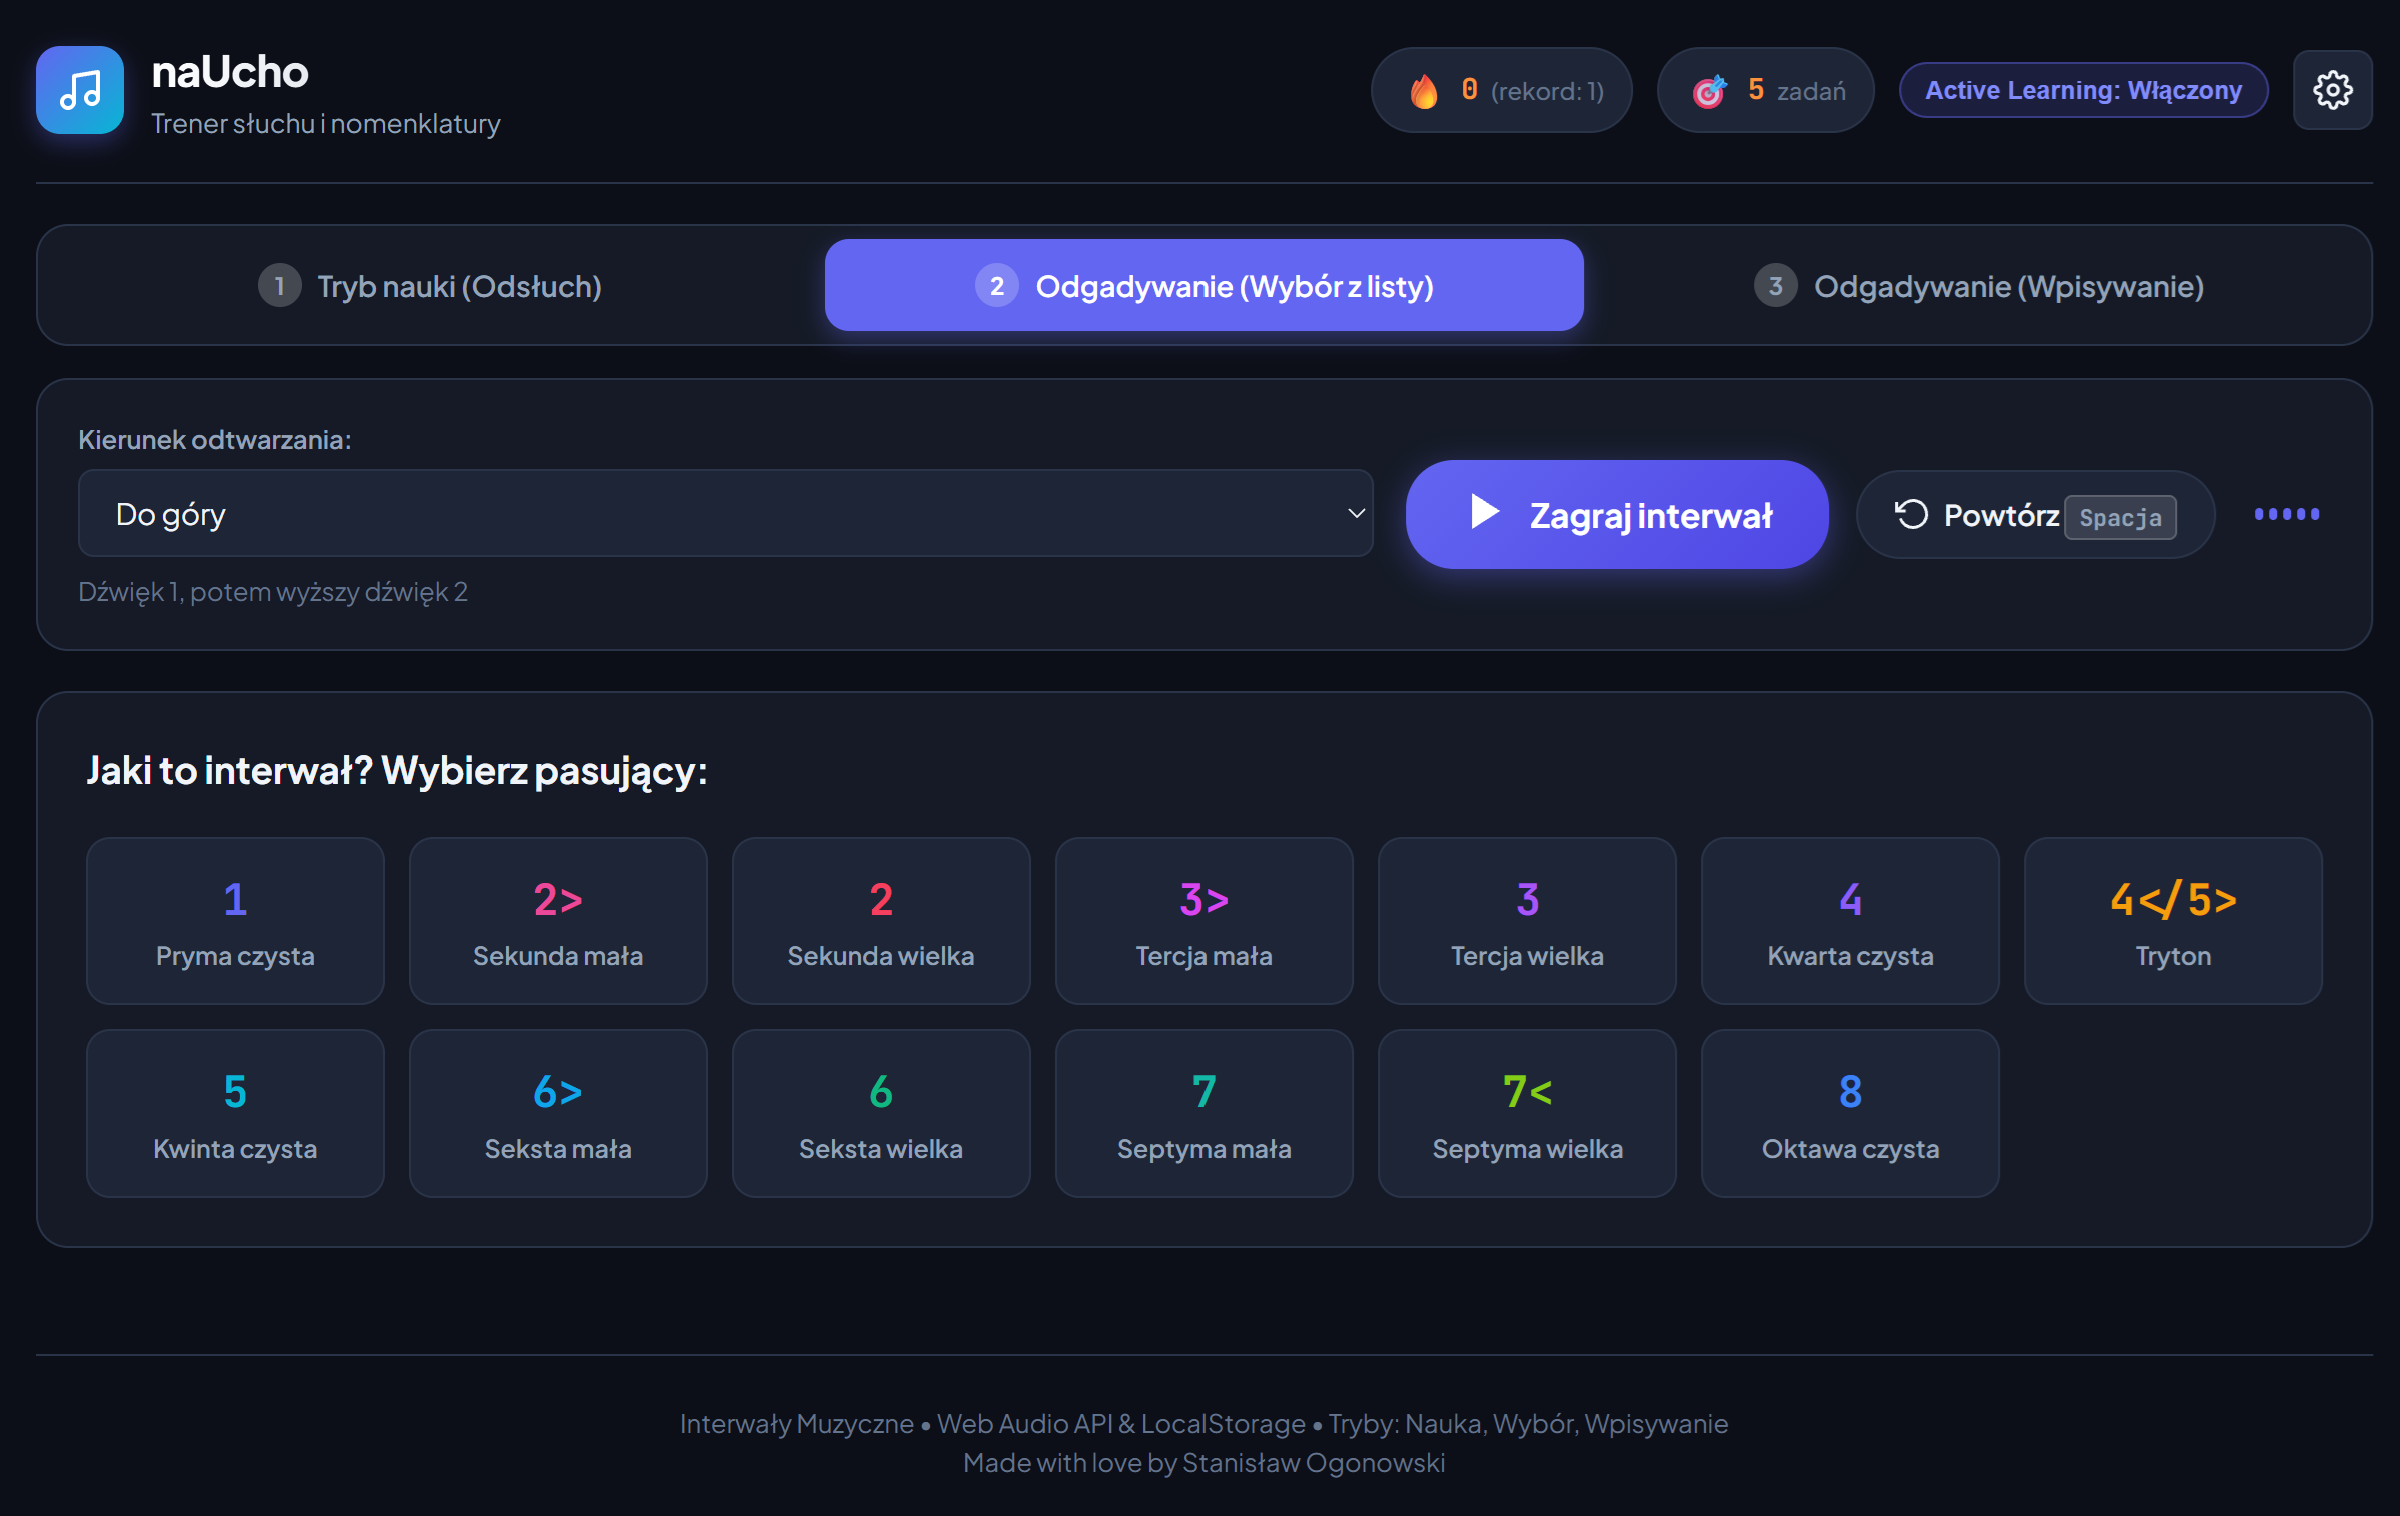 naUcho
Trener słuchu i nomenklatury
0 (rekord: 1)
5 zadań
Active Learning: Włączony
1 Tryb nauki (Odsłuch)
2 Odgadywanie (Wybór z listy)
3 Odgadywanie (Wpisywanie)
Kierunek odtwarzania:
Do góry
Dźwięk 1, potem wyższy dźwięk 2
Zagraj interwał
Powtórz Spacja
Jaki to interwał? Wybierz pasujący:
1
Pryma czysta
2>
Sekunda mała
2
Sekunda wielka
3>
Tercja mała
3
Tercja wielka
4
Kwarta czysta
4</5>
Tryton
5
Kwinta czysta
6>
Seksta mała
6
Seksta wielka
7
Septyma mała
7<
Septyma wielka
8
Oktawa czysta
Interwały Muzyczne • Web Audio API & LocalStorage • Tryby: Nauka, Wybór, Wpisywanie
Made with love by Stanisław Ogonowski